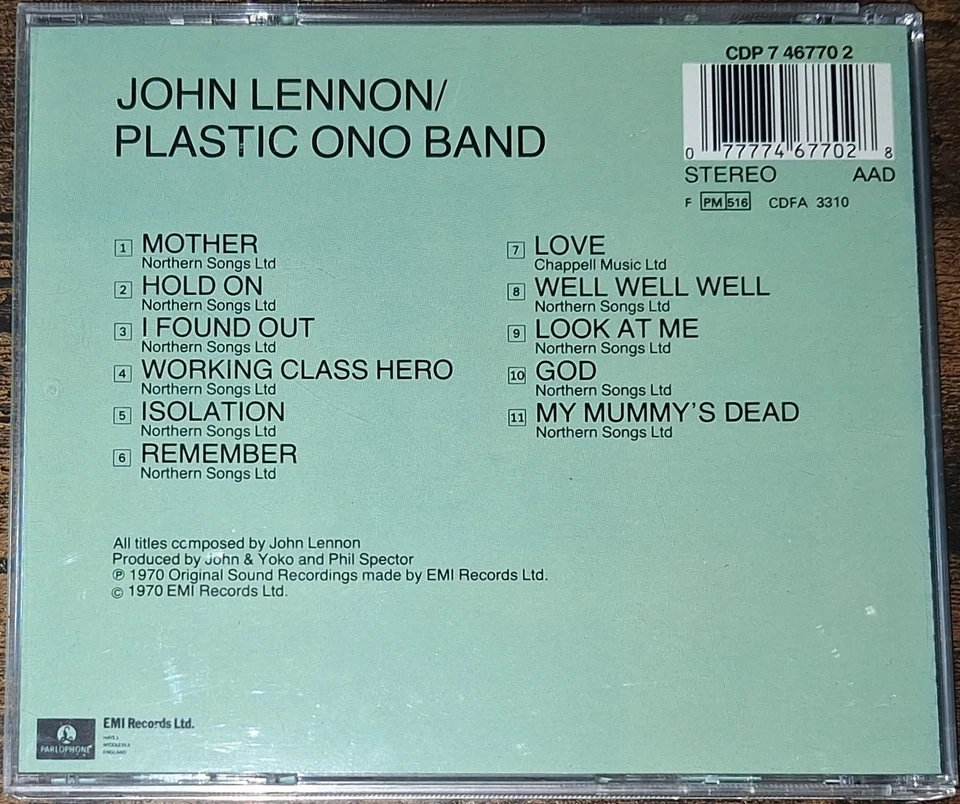 CDP 7 46770 2
JOHN LENNON/
PLASTIC ONO BAND
0 77774 67702 8
STEREO AAD
F PM 516 CDFA 3310
1 MOTHER
Northern Songs Ltd
2 HOLD ON
Northern Songs Ltd
3 I FOUND OUT
Northern Songs Ltd
4 WORKING CLASS HERO
Northern Songs Ltd
5 ISOLATION
Northern Songs Ltd
6 REMEMBER
Northern Songs Ltd
7 LOVE
Chappell Music Ltd
8 WELL WELL WELL
Northern Songs Ltd
9 LOOK AT ME
Northern Songs Ltd
10 GOD
Northern Songs Ltd
11 MY MUMMY'S DEAD
Northern Songs Ltd
All titles composed by John Lennon
Produced by John & Yoko and Phil Spector
℗ 1970 Original Sound Recordings made by EMI Records Ltd.
© 1970 EMI Records Ltd.
PARLOPHONE
EMI Records Ltd.
HAYES
MIDDLESEX
ENGLAND